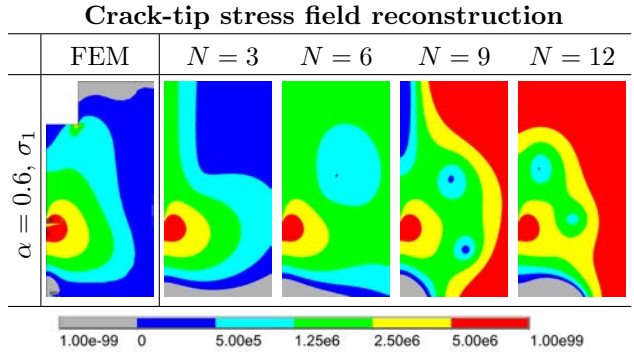 Crack-tip stress field reconstruction
FEM N = 3 N = 6 N = 9 N = 12
α = 0.6, σ₁
1.00e-99 0 5.00e5 1.25e6 2.50e6 5.00e6 1.00e99